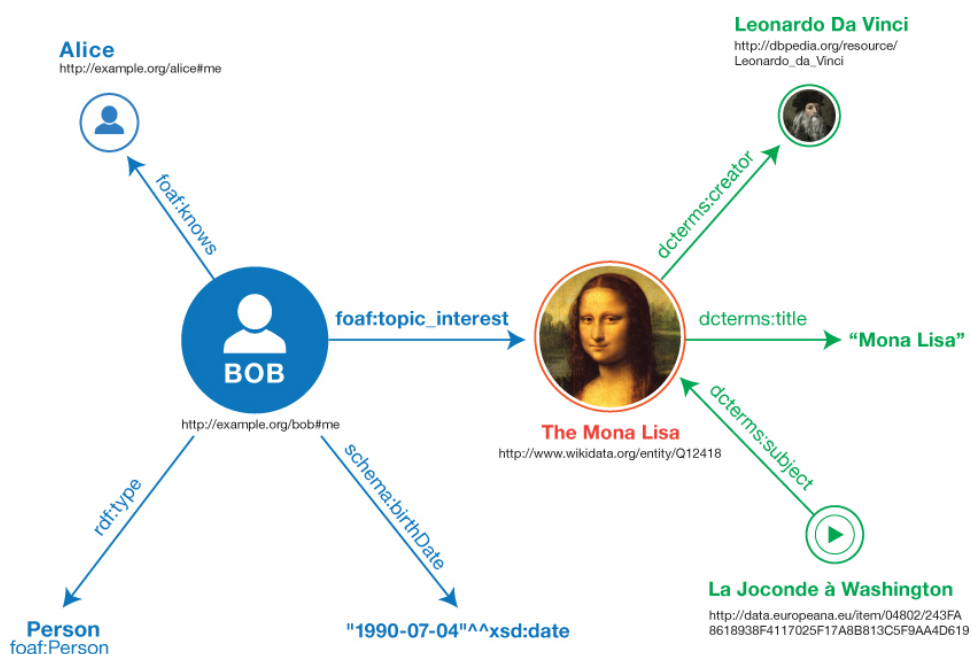 Alice
http://example.org/alice#me
Leonardo Da Vinci
http://dbpedia.org/resource/
Leonardo_da_Vinci
foaf:knows
dcterms:creator
BOB
http://example.org/bob#me
foaf:topic_interest
dcterms:title
“Mona Lisa”
The Mona Lisa
http://www.wikidata.org/entity/Q12418
dcterms:subject
rdf:type
schema:birthDate
Person
foaf:Person
"1990-07-04"^^xsd:date
La Joconde à Washington
http://data.europeana.eu/item/04802/243FA
8618938F4117025F17A8B813C5F9AA4D619